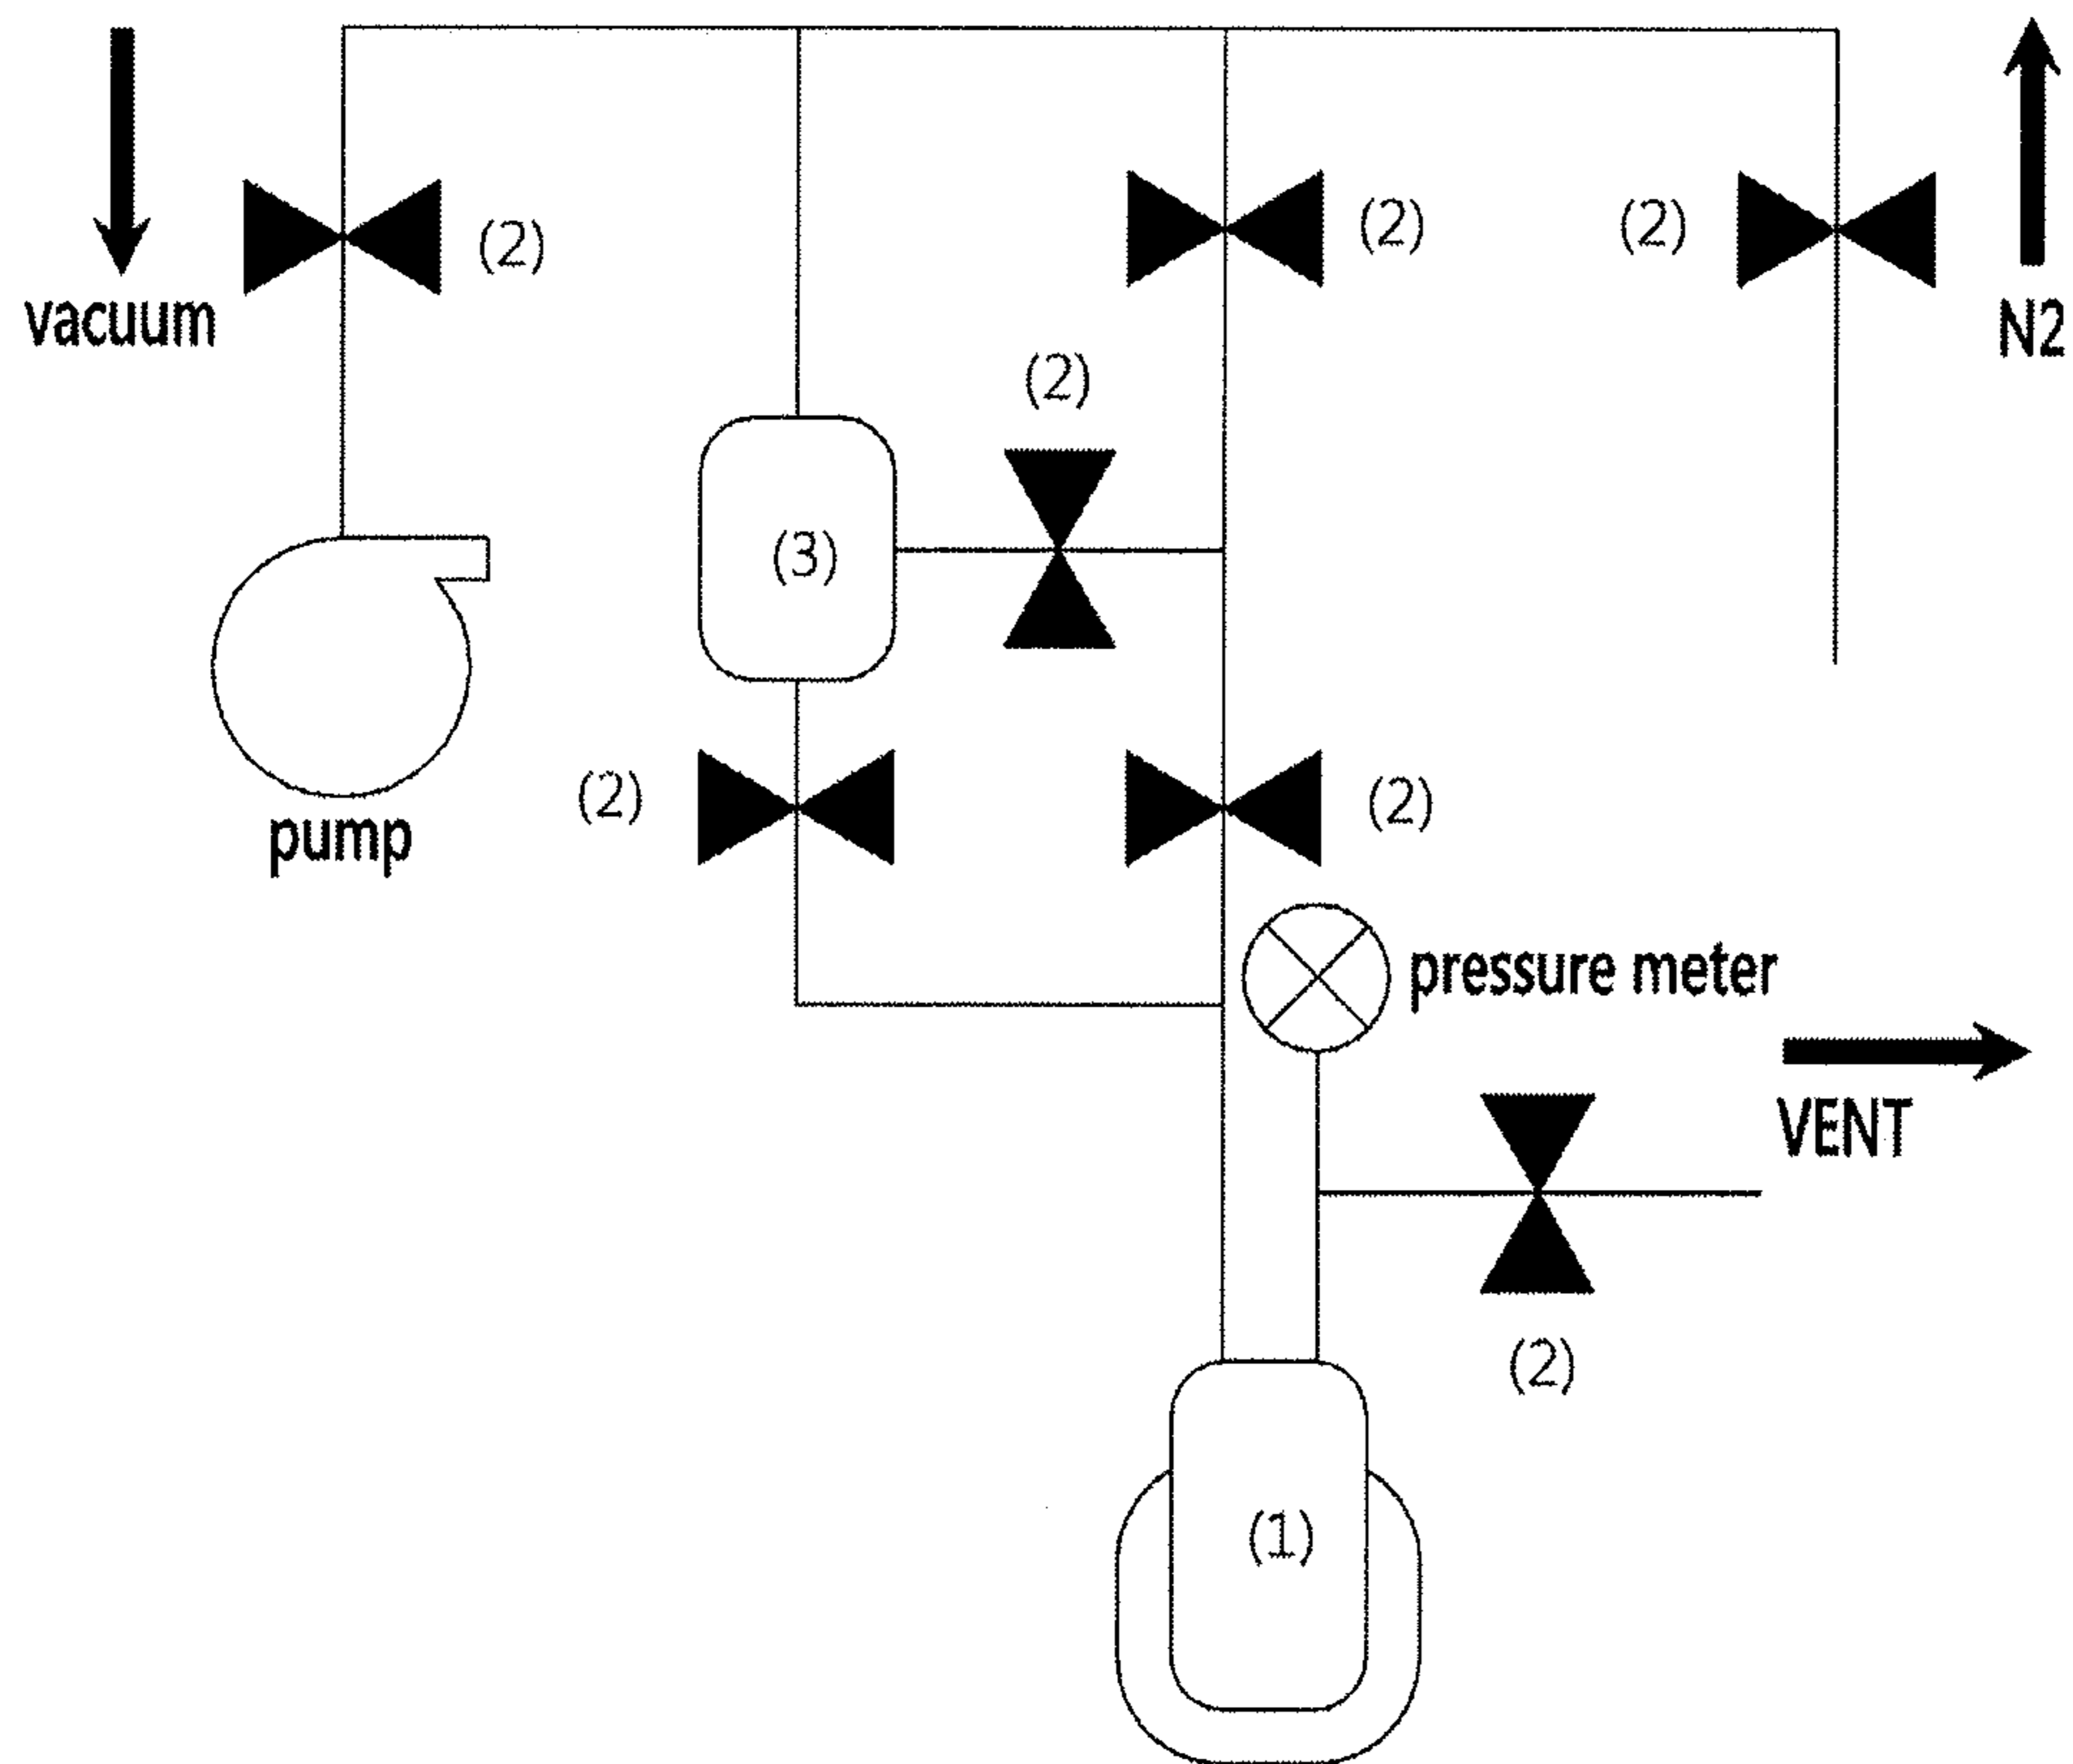 (2)
(2)
(2)
vacuum
N2
(2)
(3)
(2)
(2)
pump
pressure meter
VENT
(2)
(1)